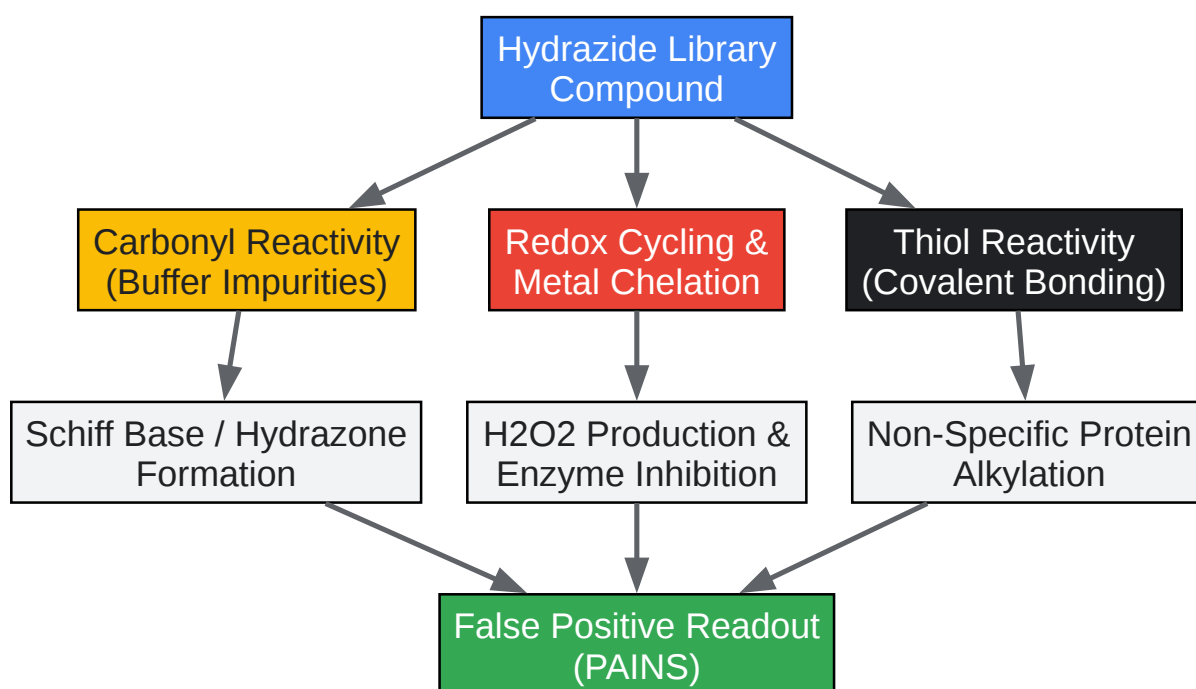 Hydrazide Library
Compound
Carbonyl Reactivity
(Buffer Impurities)
Redox Cycling &
Metal Chelation
Thiol Reactivity
(Covalent Bonding)
Schiff Base / Hydrazone
Formation
H2O2 Production &
Enzyme Inhibition
Non-Specific Protein
Alkylation
False Positive Readout
(PAINS)